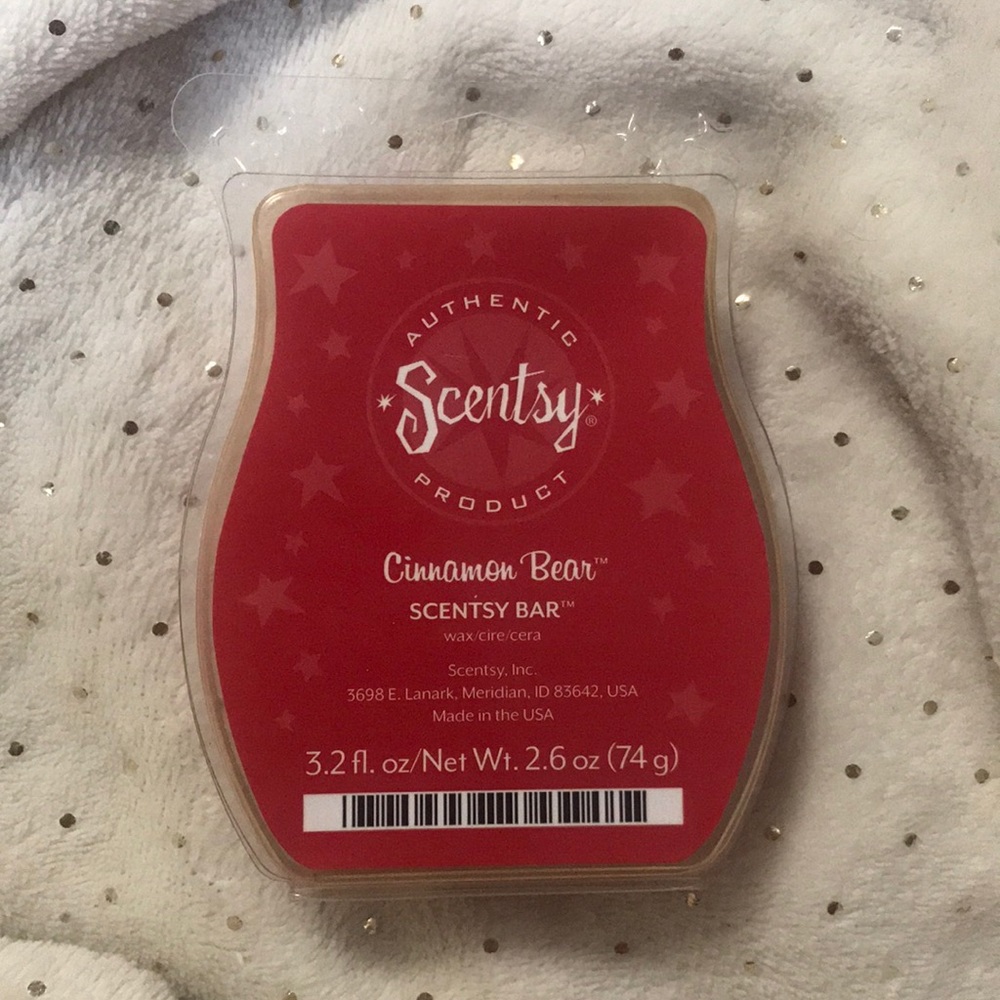 AUTHENTIC
Scentsy®
PRODUCT
Cinnamon Bear™
SCENTSY BAR™
wax/cire/cera
Scentsy, Inc.
3698 E. Lanark, Meridian, ID 83642, USA
Made in the USA
3.2 fl. oz/Net Wt. 2.6 oz (74 g)